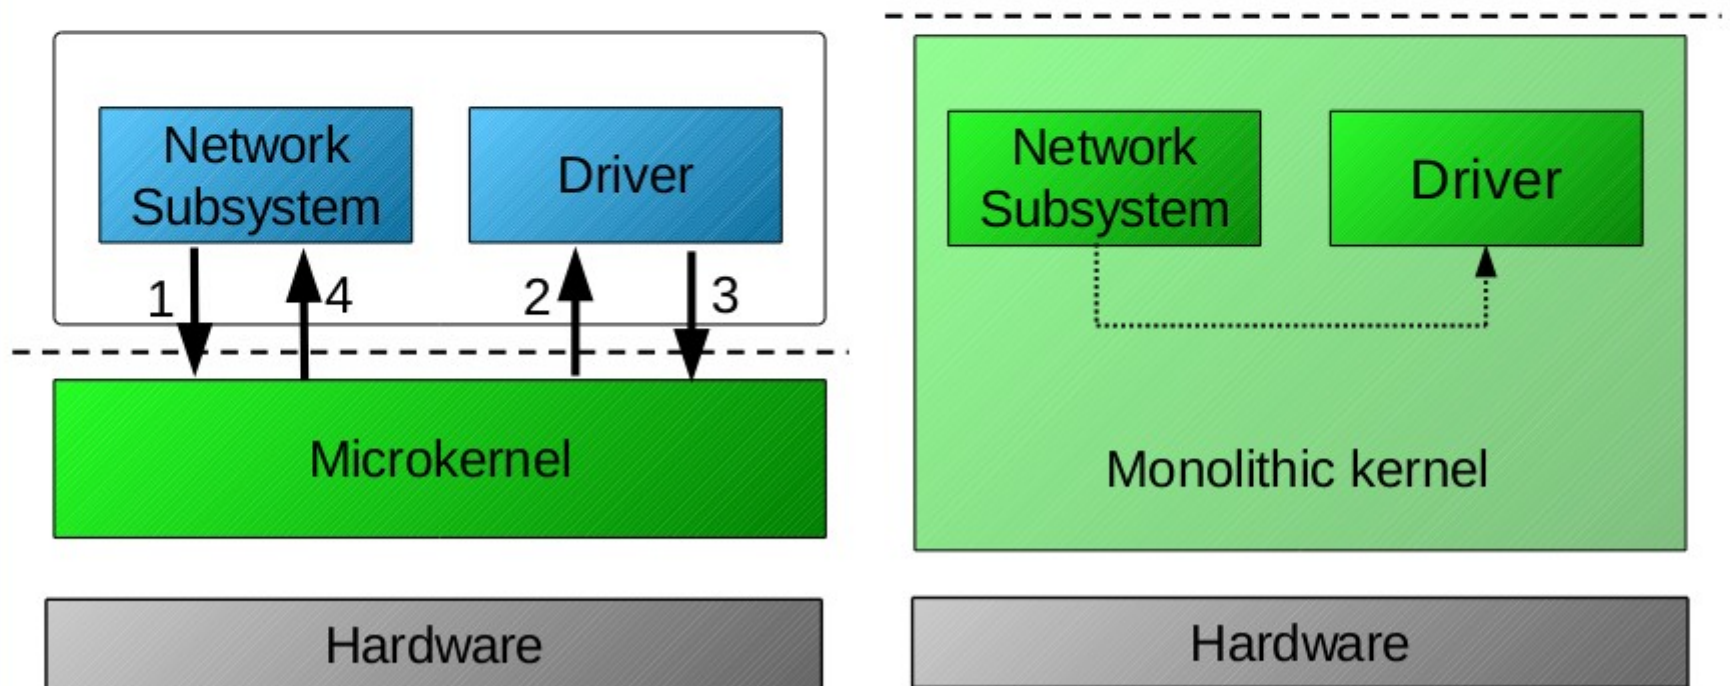 Network
Subsystem
Driver
1
4
2
3
Microkernel
Hardware
Network
Subsystem
Driver
Monolithic kernel
Hardware